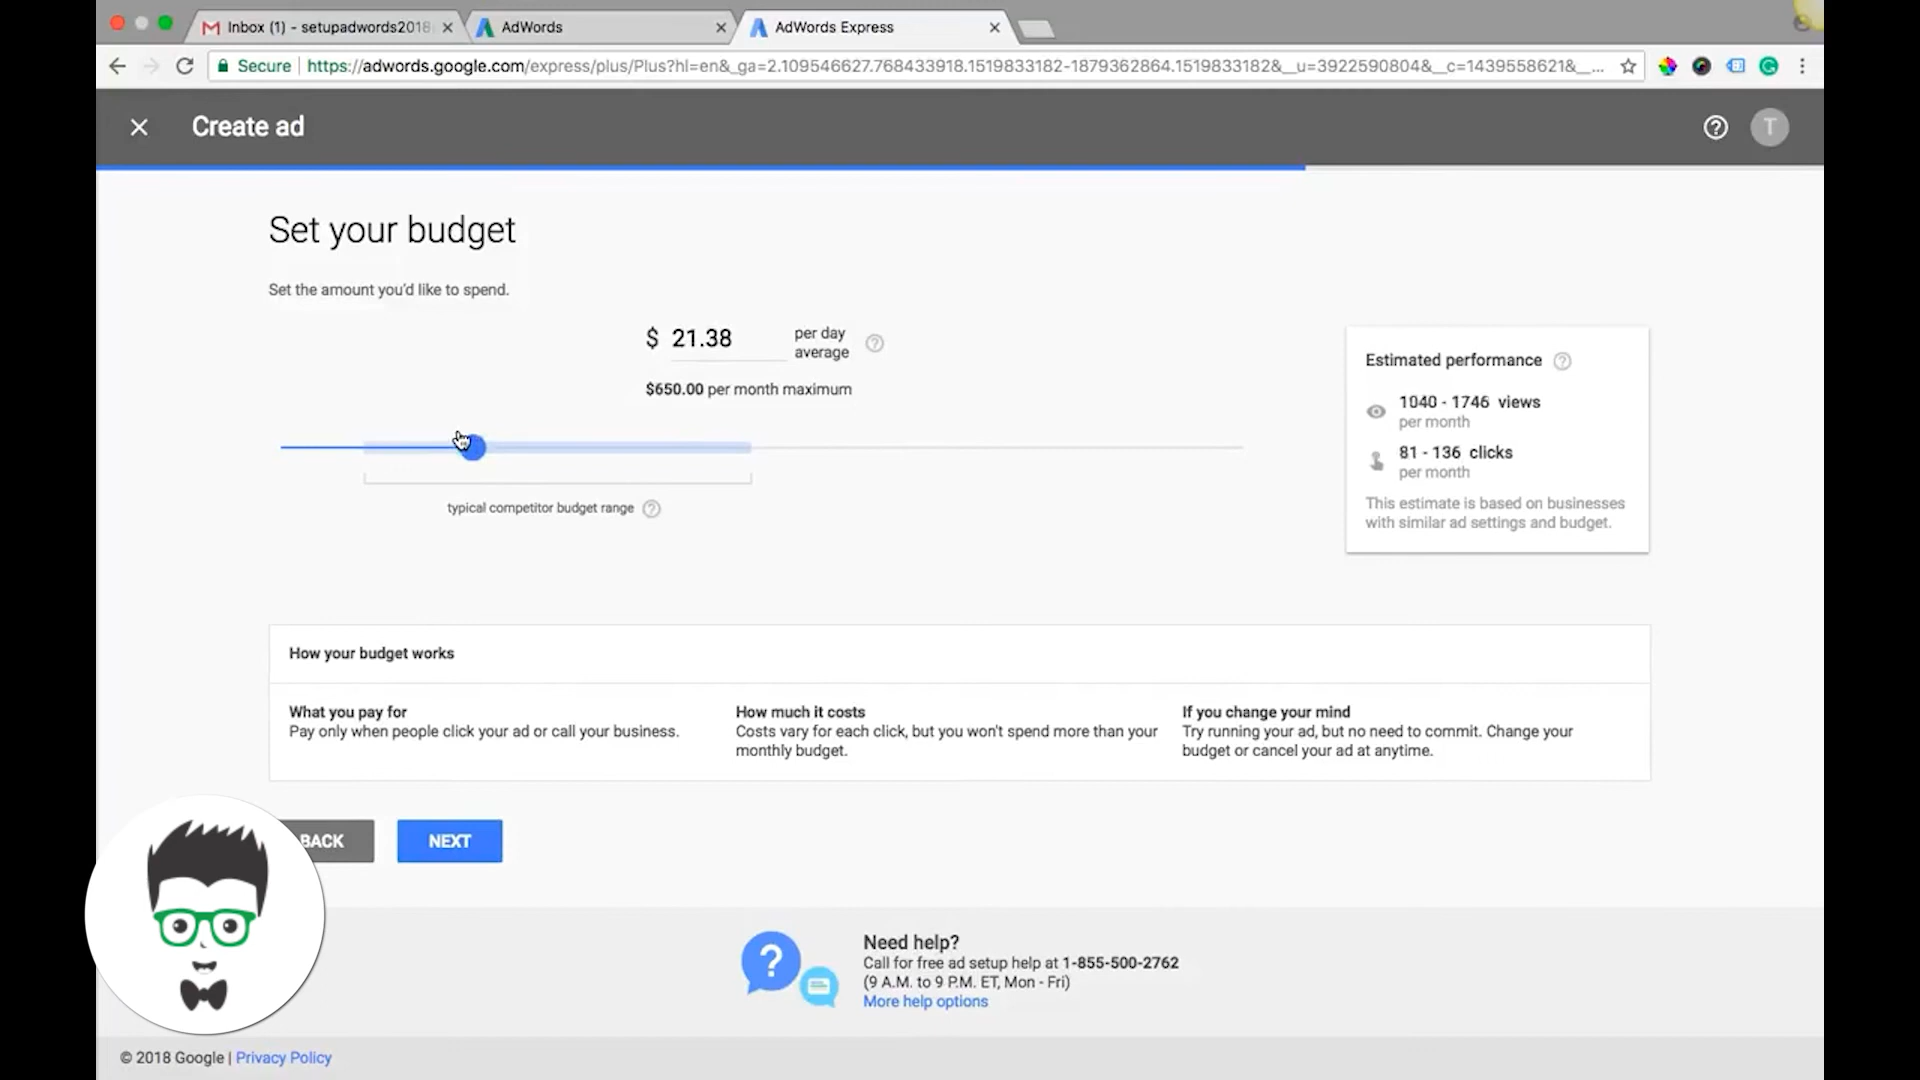 Inbox (1) - setupadwords2018
AdWords
AdWords Express
Secure
https://adwords.google.com/express/plus/Plus?hl=en&_ga=2.109546627.768433918.1519833182-1879362864.1519833182&__u=3922590804&__c=1439558621&__...
Create ad
T
Set your budget
Set the amount you'd like to spend.
$ 21.38
per day
average
$650.00 per month maximum
typical competitor budget range
Estimated performance
1040 - 1746 views
per month
81 - 136 clicks
per month
This estimate is based on businesses
with similar ad settings and budget.
How your budget works
What you pay for
Pay only when people click your ad or call your business.
How much it costs
Costs vary for each click, but you won't spend more than your
monthly budget.
If you change your mind
Try running your ad, but no need to commit. Change your
budget or cancel your ad at anytime.
BACK
NEXT
Need help?
Call for free ad setup help at 1-855-500-2762
(9 A.M. to 9 P.M. ET, Mon - Fri)
More help options
© 2018 Google | Privacy Policy